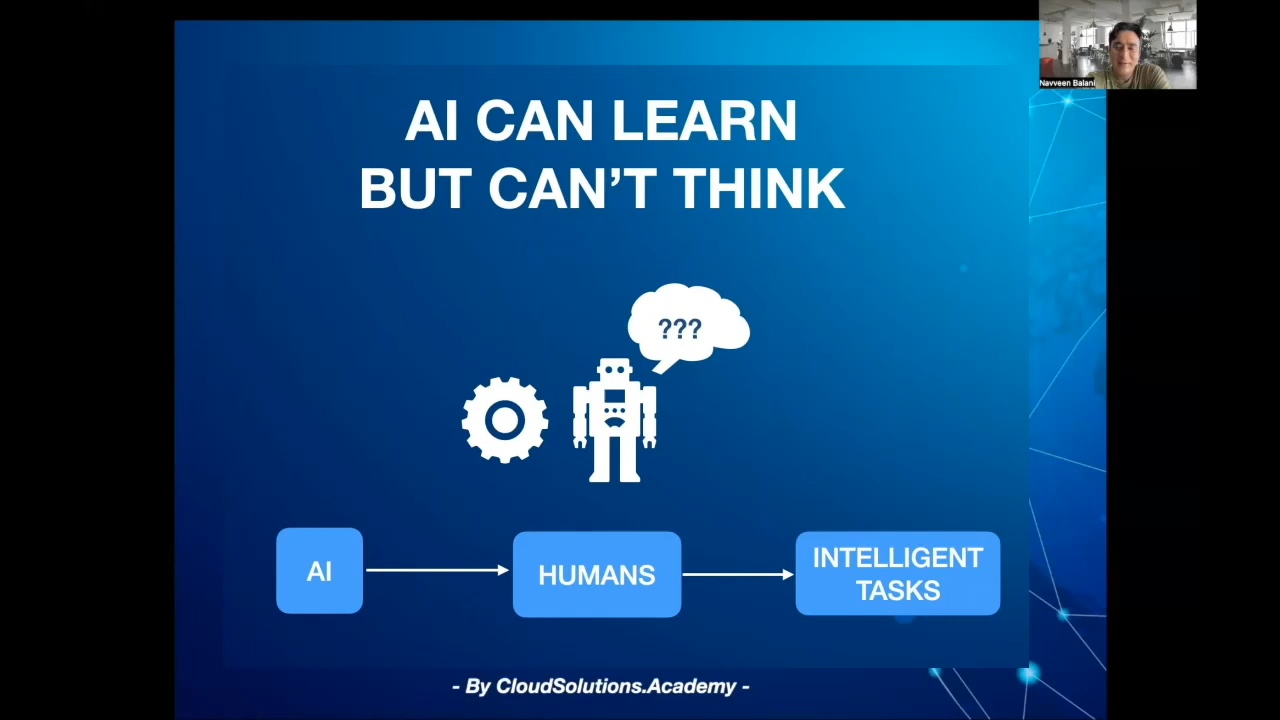 Navveen Balani
AI CAN LEARN
BUT CAN’T THINK
???
AI
HUMANS
INTELLIGENT
TASKS
- By CloudSolutions.Academy -